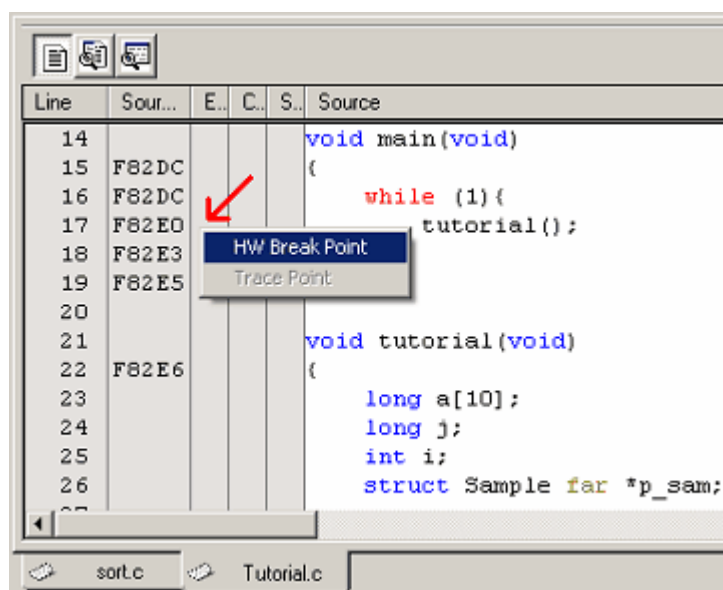 Line Sour... E.. C.. S.. Source
14 void main(void)
15 F82DC {
16 F82DC while (1){
17 F82E0 tutorial();
18 F82E3
19 F82E5
HW Break Point
Trace Point
20
21 void tutorial(void)
22 F82E6 {
23 long a[10];
24 long j;
25 int i;
26 struct Sample far *p_sam;
sort.c Tutorial.c